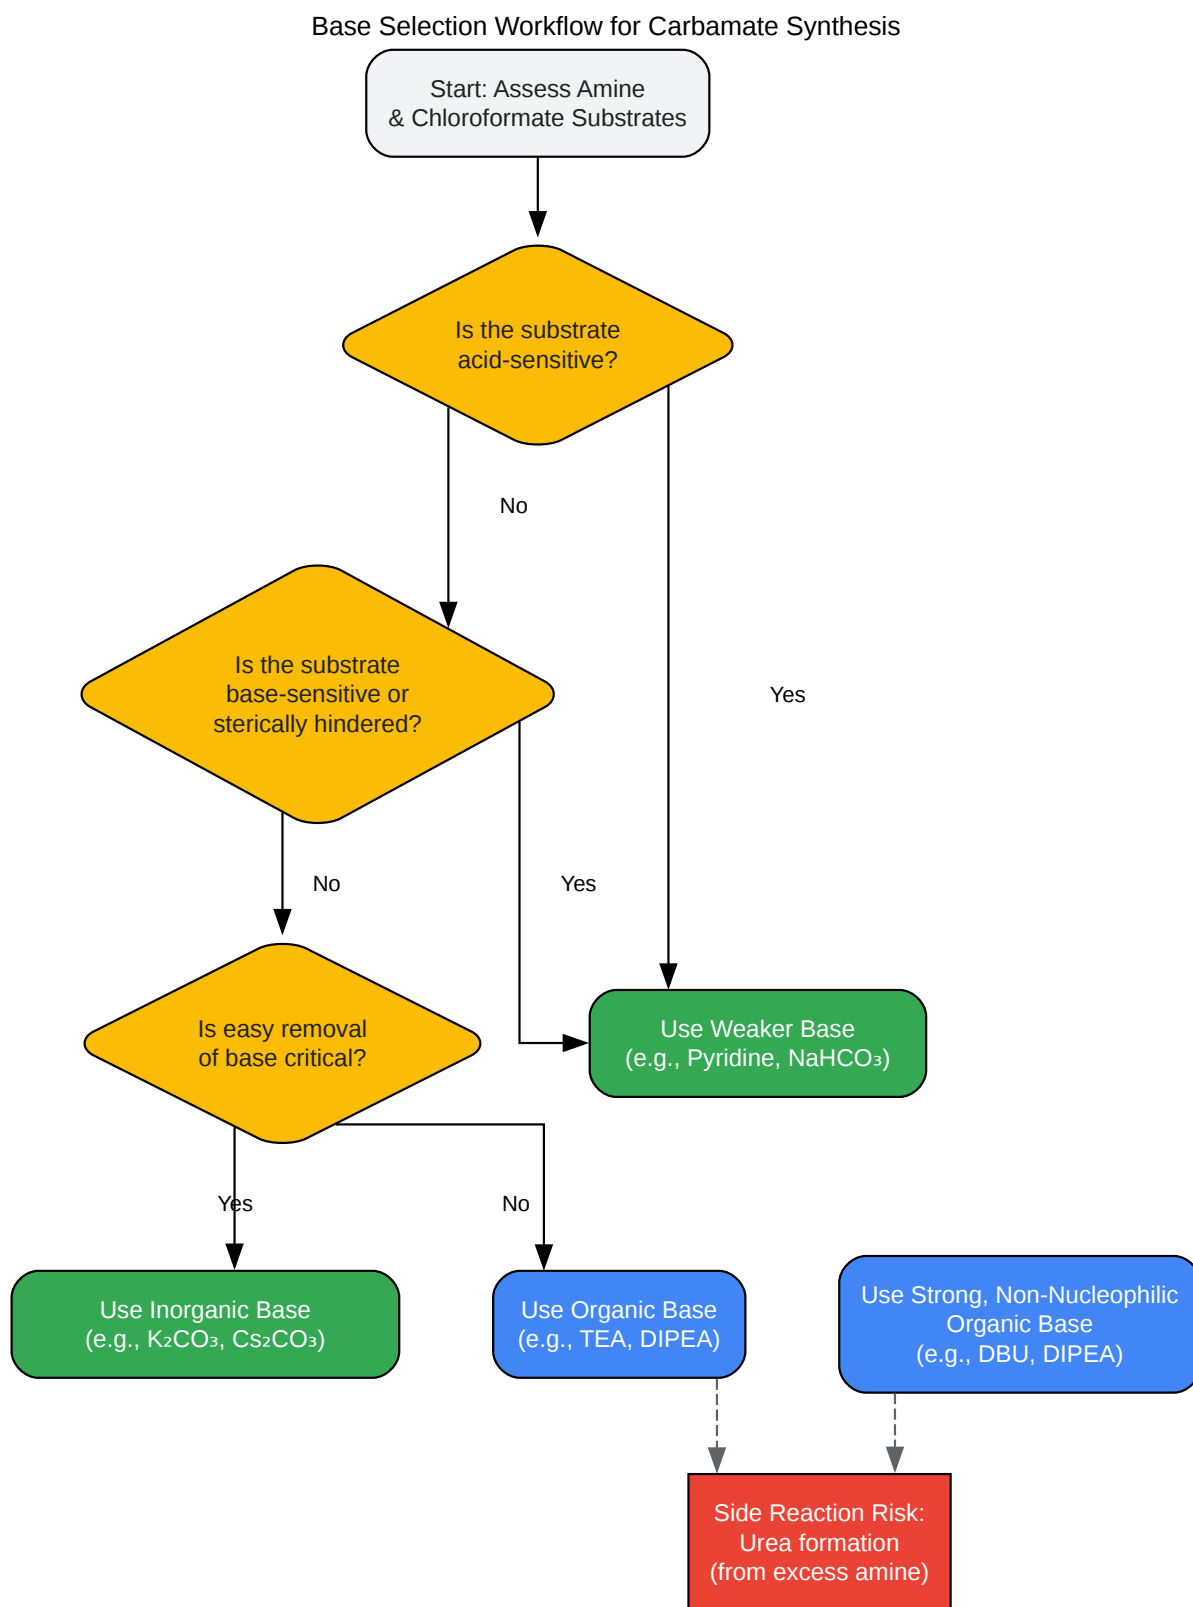 Base Selection Workflow for Carbamate Synthesis
Start: Assess Amine
& Chloroformate Substrates
Is the substrate
acid-sensitive?
No
Is the substrate
base-sensitive or
sterically hindered?
Yes
No
Yes
Is easy removal
of base critical?
Use Weaker Base
(e.g., Pyridine, NaHCO₃)
Yes
No
Use Inorganic Base
(e.g., K₂CO₃, Cs₂CO₃)
Use Organic Base
(e.g., TEA, DIPEA)
Use Strong, Non-Nucleophilic
Organic Base
(e.g., DBU, DIPEA)
Side Reaction Risk:
Urea formation
(from excess amine)